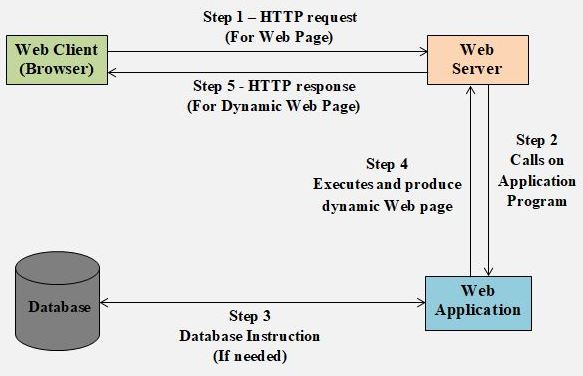 Step 1 – HTTP request
(For Web Page)
Web Client
(Browser)
Web
Server
Step 5 - HTTP response
(For Dynamic Web Page)
Step 2
Calls on
Application
Program
Step 4
Executes and produce
dynamic Web page
Database
Web
Application
Step 3
Database Instruction
(If needed)